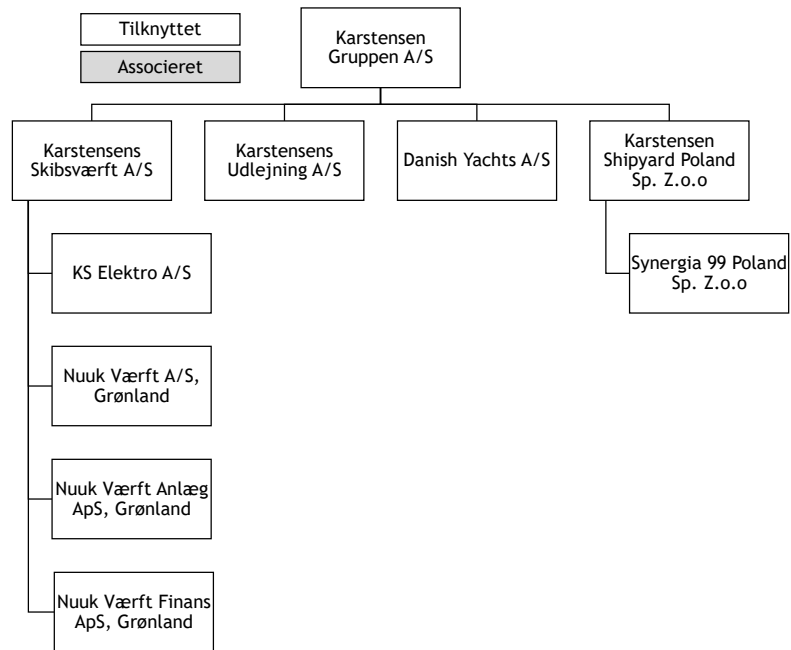 Tilknyttet
Associeret
Karstensen
Gruppen A/S
Karstensens
Skibsværft A/S
Karstensens
Udlejning A/S
Danish Yachts A/S
Karstensen
Shipyard Poland
Sp. Z.o.o
KS Elektro A/S
Synergia 99 Poland
Sp. Z.o.o
Nuuk Værft A/S,
Grønland
Nuuk Værft Anlæg
ApS, Grønland
Nuuk Værft Finans
ApS, Grønland